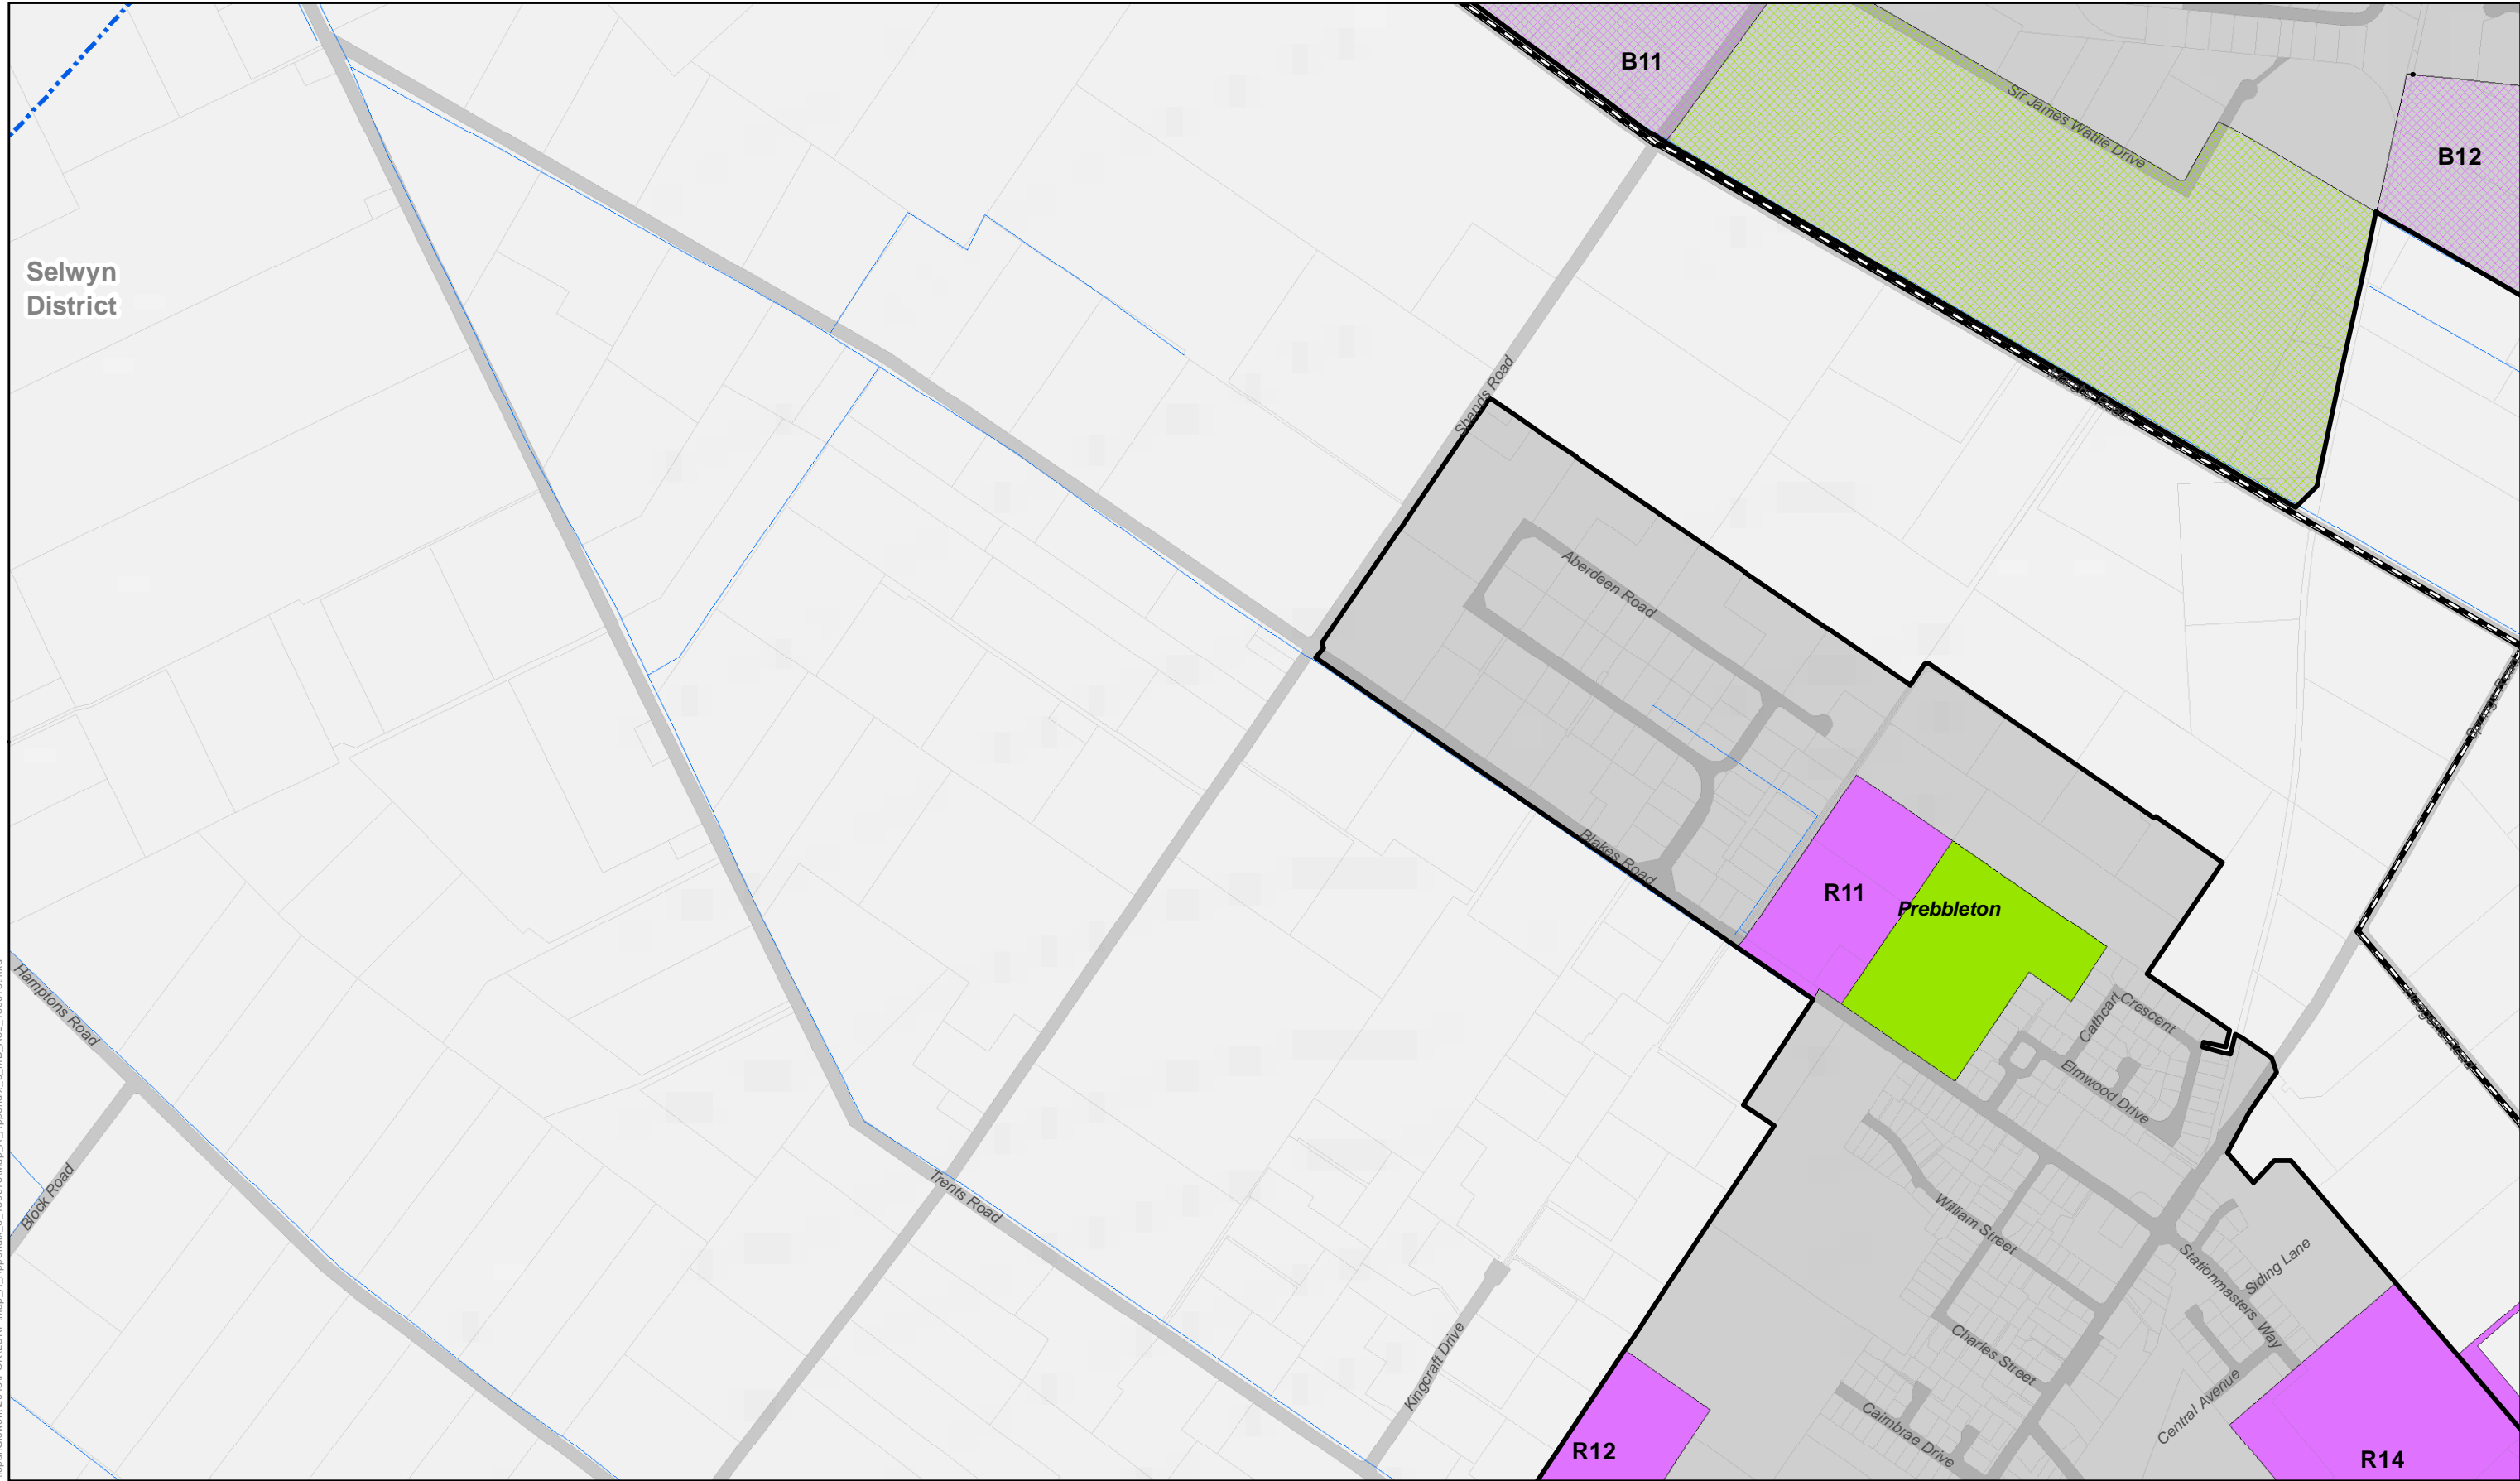 B11
Sir James Wattie Drive
B12
Selwyn
District
Shands Road
Aberdeen Road
Blakes Road
R11
Prebbleton
Hamptons Road
Cathcart
Crescent
Elmwood Drive
Block Road
Trents Road
William Street
Stationmasters Way
Siding Lane
Kingcraft Drive
Charles Street
Central Avenue
Cairnbrae Drive
R12
R14